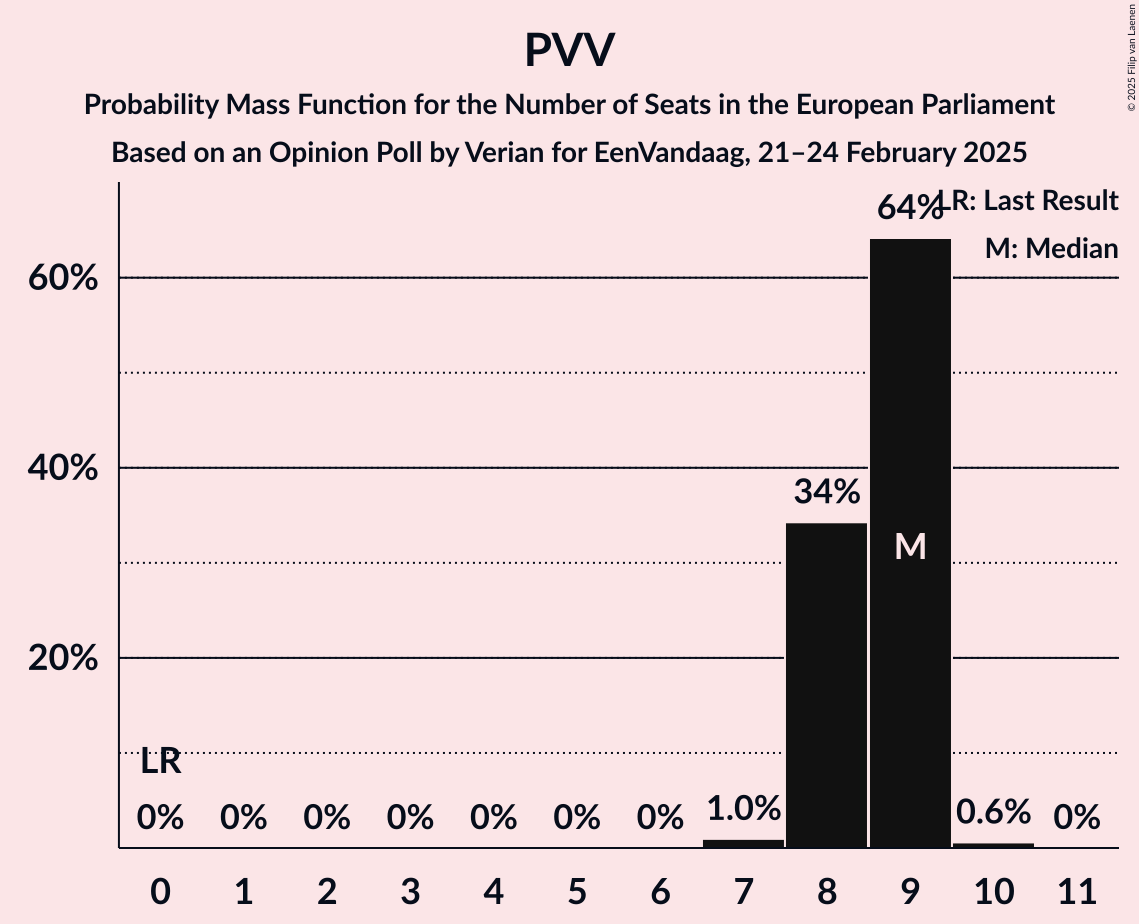 PVV
Probability Mass Function for the Number of Seats in the European Parliament
Based on an Opinion Poll by Verian for EenVandaag, 21–24 February 2025
© 2025 Filip van Laenen
LR: Last Result
M: Median
64%
60%
40%
34%
M
20%
LR
0% 0% 0% 0% 0% 0% 0% 1.0% 0.6% 0%
0 1 2 3 4 5 6 7 8 9 10 11